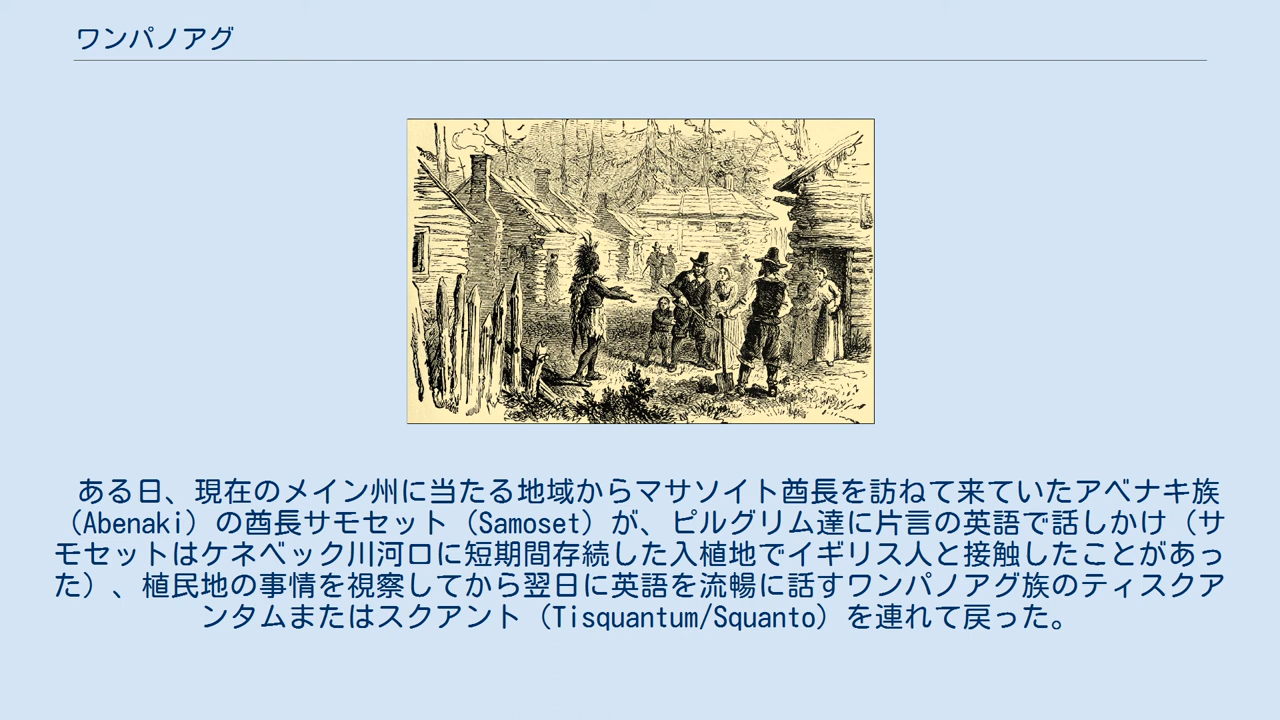 ワンパノアグ
ある日、現在のメイン州に当たる地域からマサソイト酋長を訪ねて来ていたアベナキ族
（Abenaki）の酋長サモセット（Samoset）が、ピルグリム達に片言の英語で話しかけ（サ
モセットはケネベック川河口に短期間存続した入植地でイギリス人と接触したことがあっ
た）、植民地の事情を視察してから翌日に英語を流暢に話すワンパノアグ族のティスクア
ンタムまたはスクアント（Tisquantum/Squanto）を連れて戻った。